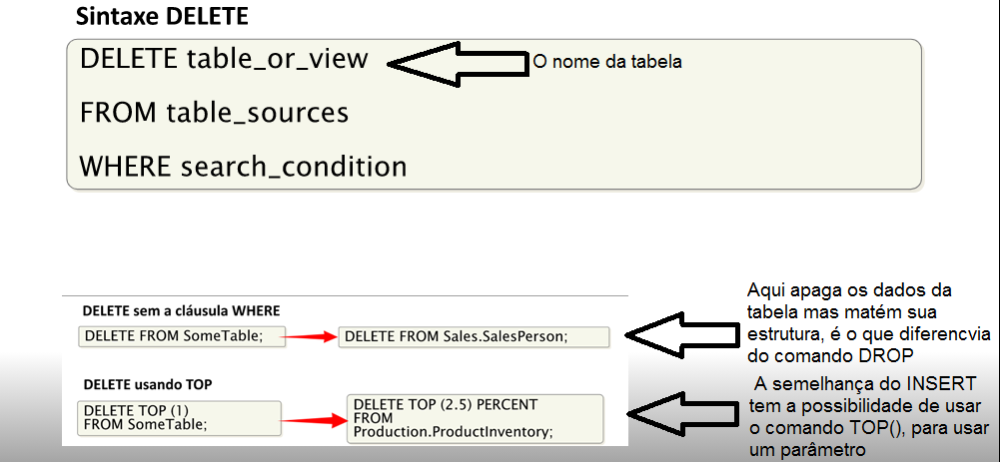 Sintaxe DELETE
DELETE table_or_view
O nome da tabela
FROM table_sources
WHERE search_condition
DELETE sem a cláusula WHERE
DELETE FROM SomeTable;
DELETE FROM Sales.SalesPerson;
Aqui apaga os dados da
tabela mas matém sua
estrutura, é o que diferencvia
do comando DROP
DELETE usando TOP
DELETE TOP (1)
FROM SomeTable;
DELETE TOP (2.5) PERCENT
FROM
Production.ProductInventory;
A semelhança do INSERT
tem a possibilidade de usar
o comando TOP(), para usar
um parâmetro